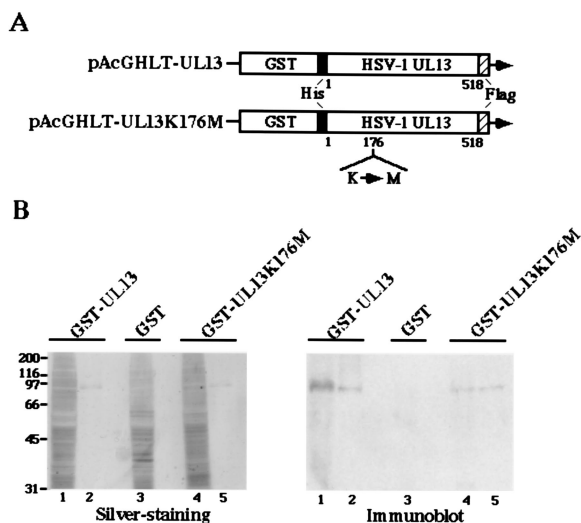 A
pAcGHLT-UL13 GST HSV-1 UL13
His 1 518 Flag
pAcGHLT-UL13K176M GST HSV-1 UL13
1 176 518
K M
B
GST-UL13 GST GST-UL13K176M GST-UL13 GST GST-UL13K176M
200
116
97
66
45
31
1 2 3 4 5 1 2 3 4 5
Silver-staining Immunoblot